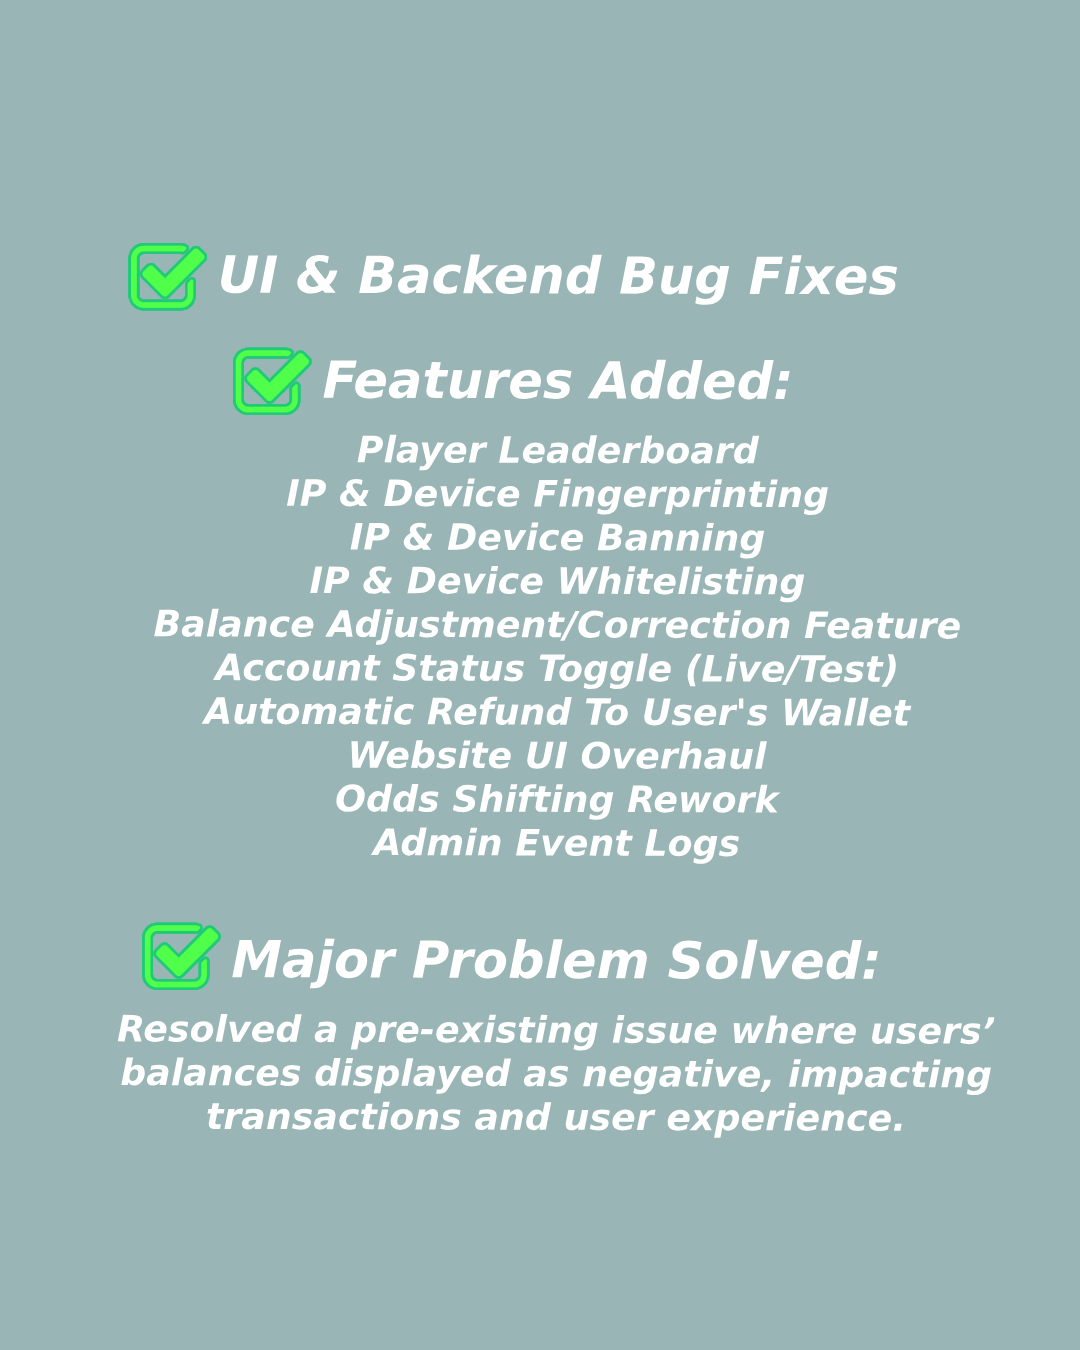 UI & Backend Bug Fixes
Features Added:
Player Leaderboard
IP & Device Fingerprinting
IP & Device Banning
IP & Device Whitelisting
Balance Adjustment/Correction Feature
Account Status Toggle (Live/Test)
Automatic Refund To User's Wallet
Website UI Overhaul
Odds Shifting Rework
Admin Event Logs
Major Problem Solved:
Resolved a pre-existing issue where users’
balances displayed as negative, impacting
transactions and user experience.